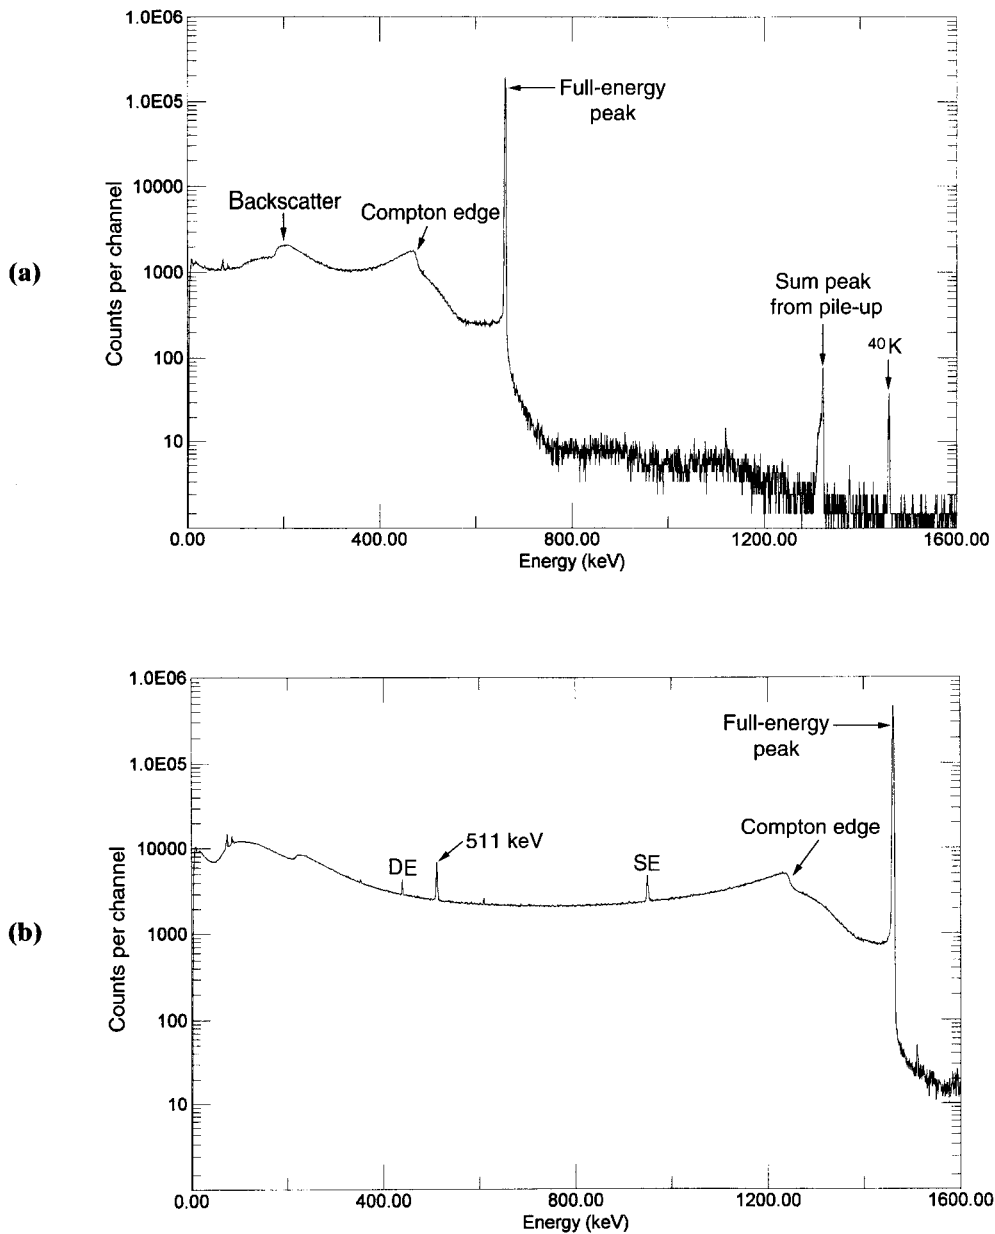 1.0E06
1.0E05
10000
1000
100
10
Counts per channel
(a)
Full-energy
peak
Backscatter
Compton edge
Sum peak
from pile-up
40K
0.00 400.00 800.00 1200.00 1600.00
Energy (keV)
1.0E06
1.0E05
10000
1000
100
10
Counts per channel
(b)
Full-energy
peak
Compton edge
511 keV
DE
SE
0.00 400.00 800.00 1200.00 1600.00
Energy (keV)